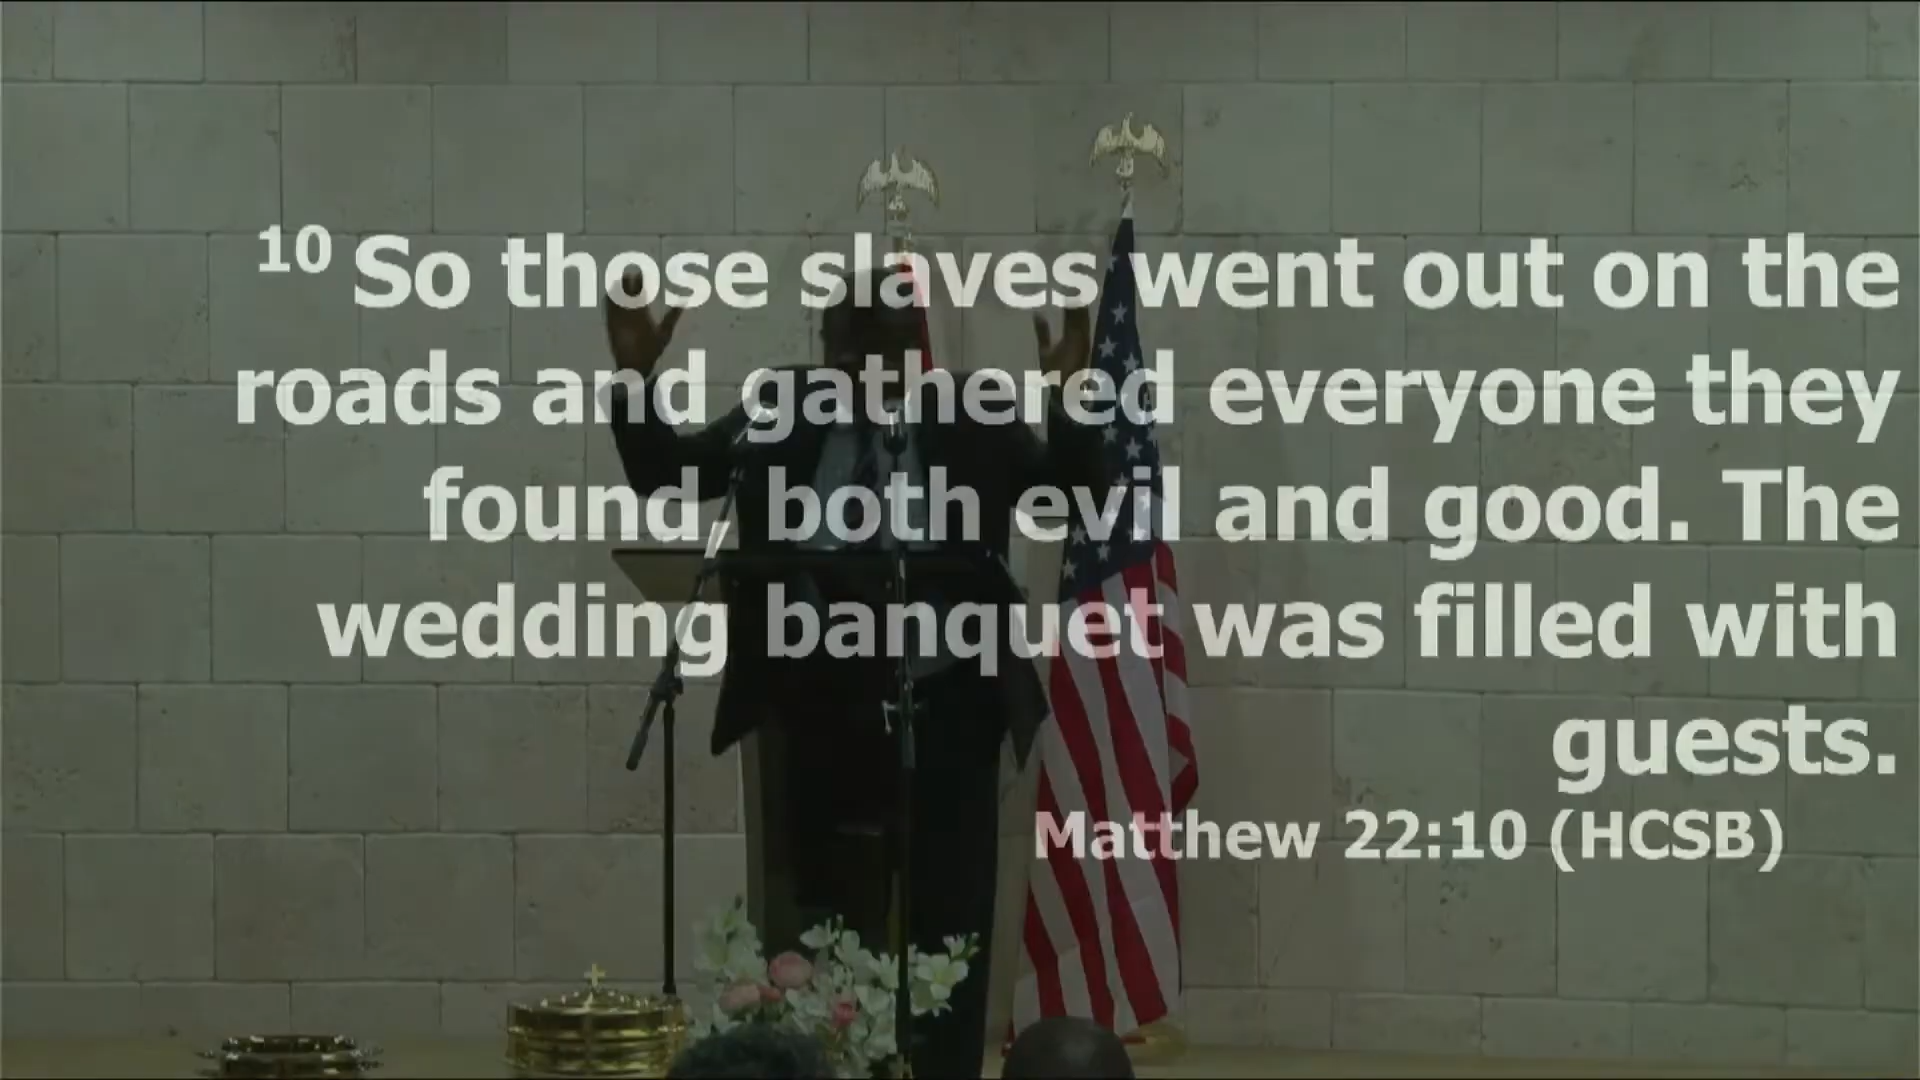 10 So those slaves went out on the
roads and gathered everyone they
found, both evil and good. The
wedding banquet was filled with
guests.
Matthew 22:10 (HCSB)